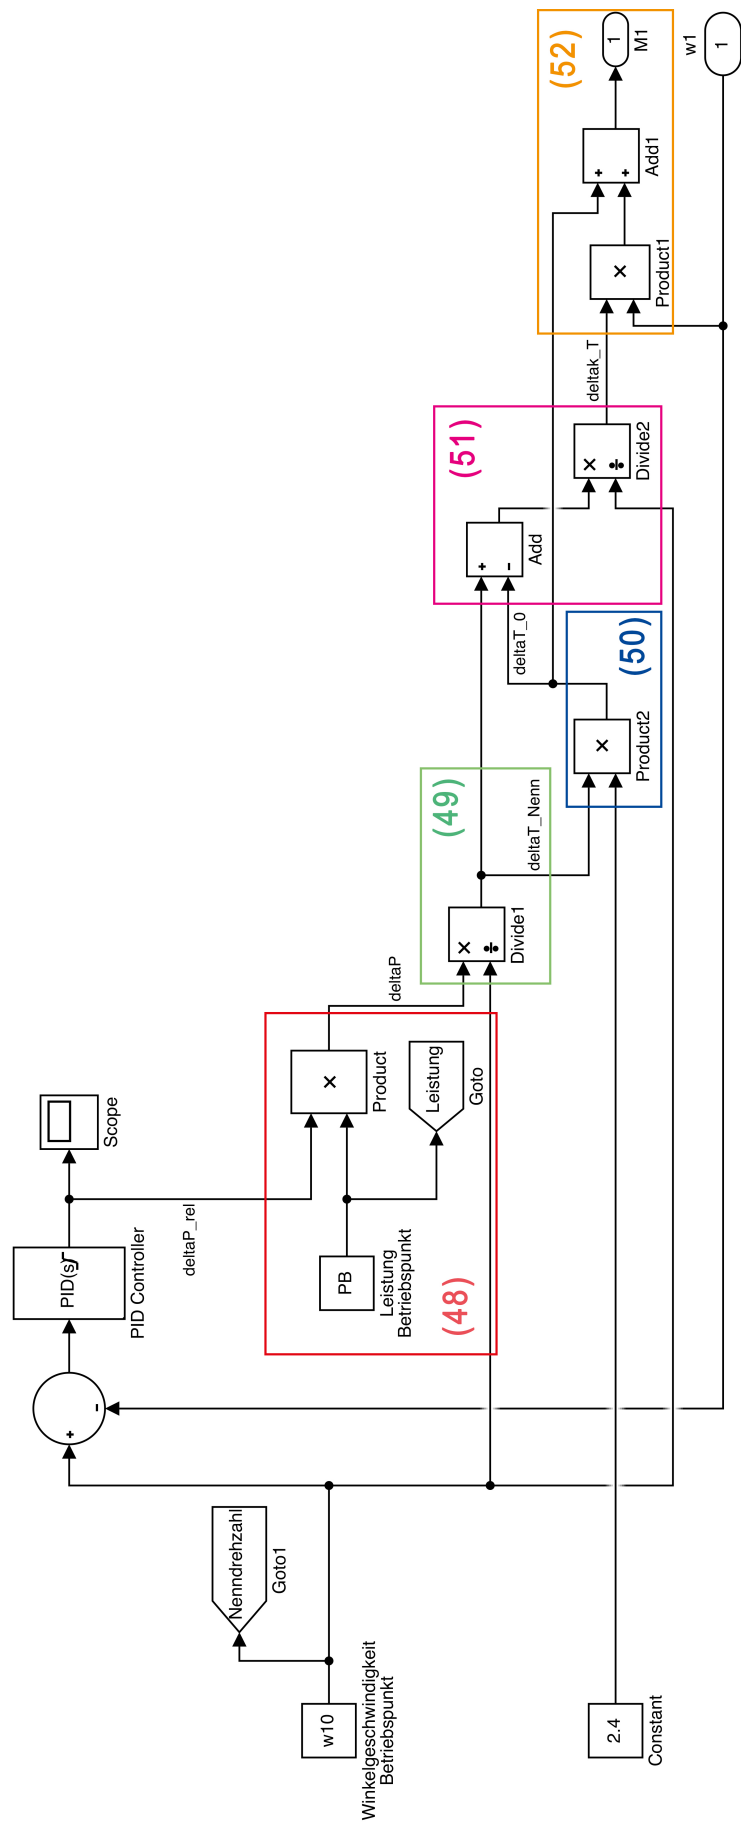 PID(s)
PID Controller
Scope
deltaP_rel
Nenndrehzahl
Goto1
w10
Winkelgeschwindigkeit
Betriebspunkt
PB
Leistung
Betriebspunkt
(48)
Product
Leistung
Goto
deltaP
(49)
Divide1
deltaT_Nenn
2.4
Constant
(50)
Product2
deltaT_0
(51)
Add
Divide2
deltak_T
(52)
Product1
Add1
1
M1
w1
1